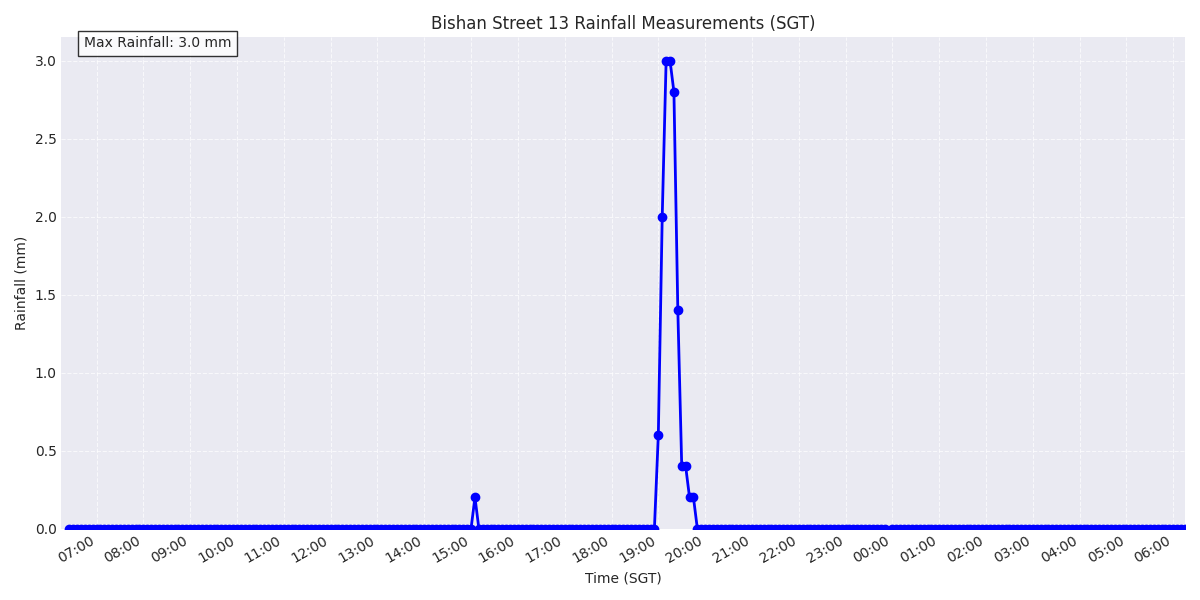 Bishan Street 13 Rainfall Measurements (SGT)
Max Rainfall: 3.0 mm
3.0
2.5
2.0
1.5
1.0
0.5
0.0
Rainfall (mm)
07:00 08:00 09:00 10:00 11:00 12:00 13:00 14:00 15:00 16:00 17:00 18:00 19:00 20:00 21:00 22:00 23:00 00:00 01:00 02:00 03:00 04:00 05:00 06:00
Time (SGT)